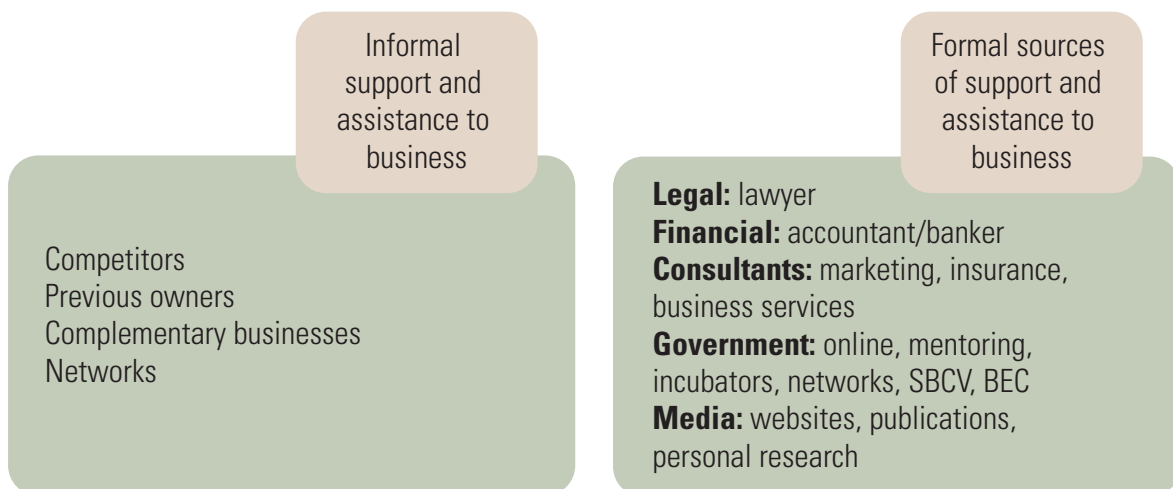 Informal
support and
assistance to
business
Competitors
Previous owners
Complementary businesses
Networks
Formal sources
of support and
assistance to
business
Legal: lawyer
Financial: accountant/banker
Consultants: marketing, insurance,
business services
Government: online, mentoring,
incubators, networks, SBCV, BEC
Media: websites, publications,
personal research